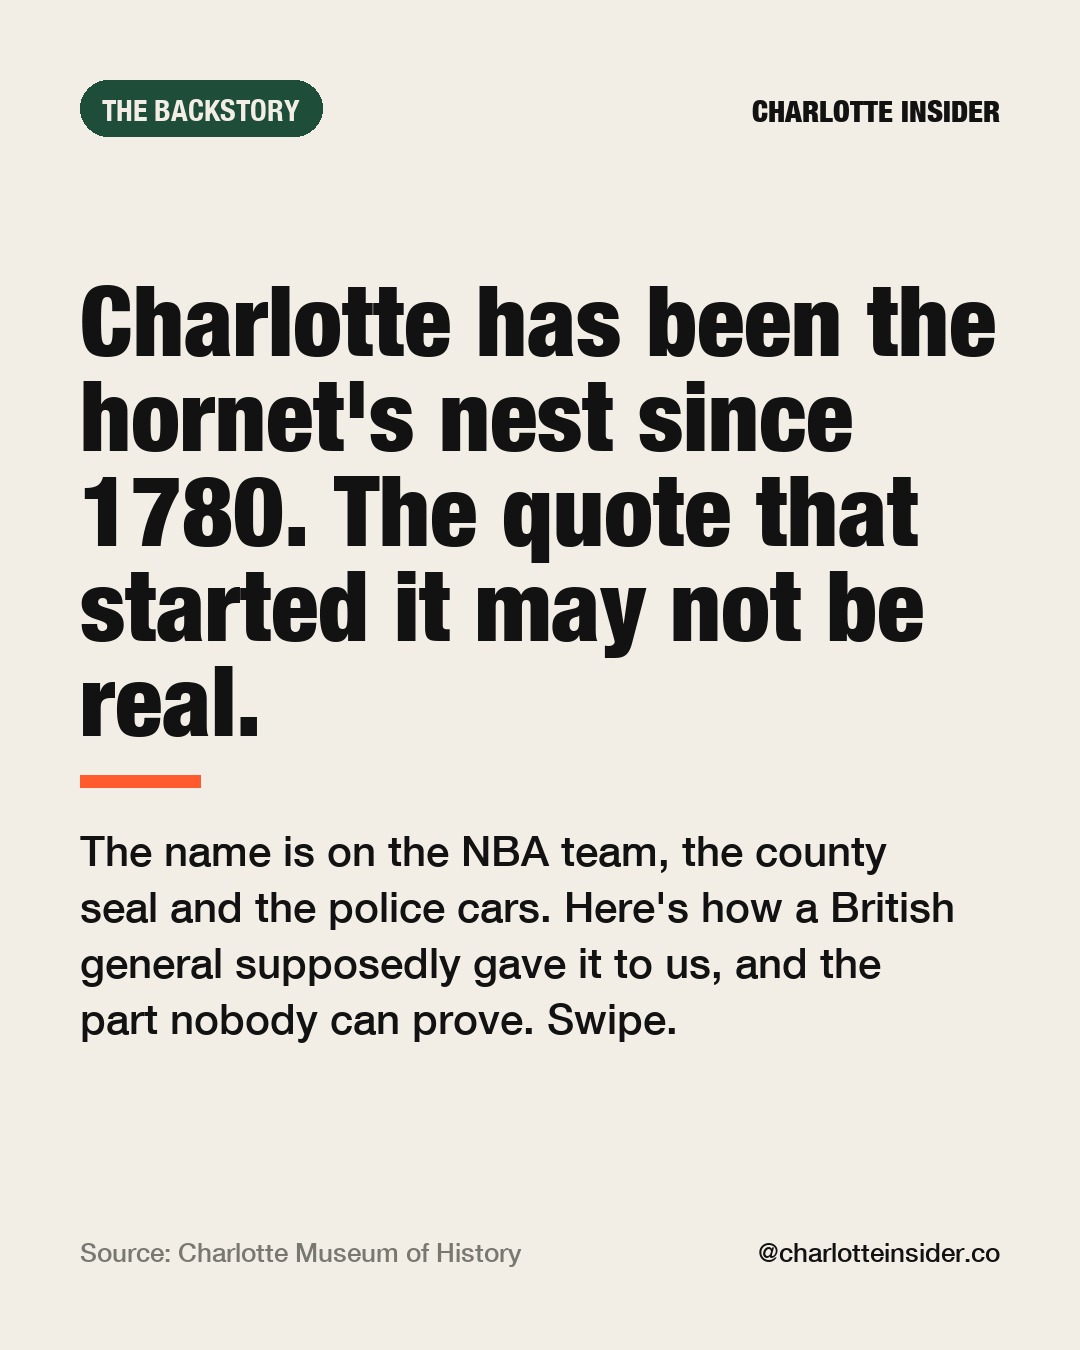 THE BACKSTORY
CHARLOTTE INSIDER
Charlotte has been the
hornet's nest since
1780. The quote that
started it may not be
real.
The name is on the NBA team, the county
seal and the police cars. Here's how a British
general supposedly gave it to us, and the
part nobody can prove. Swipe.
Source: Charlotte Museum of History
@charlotteinsider.co